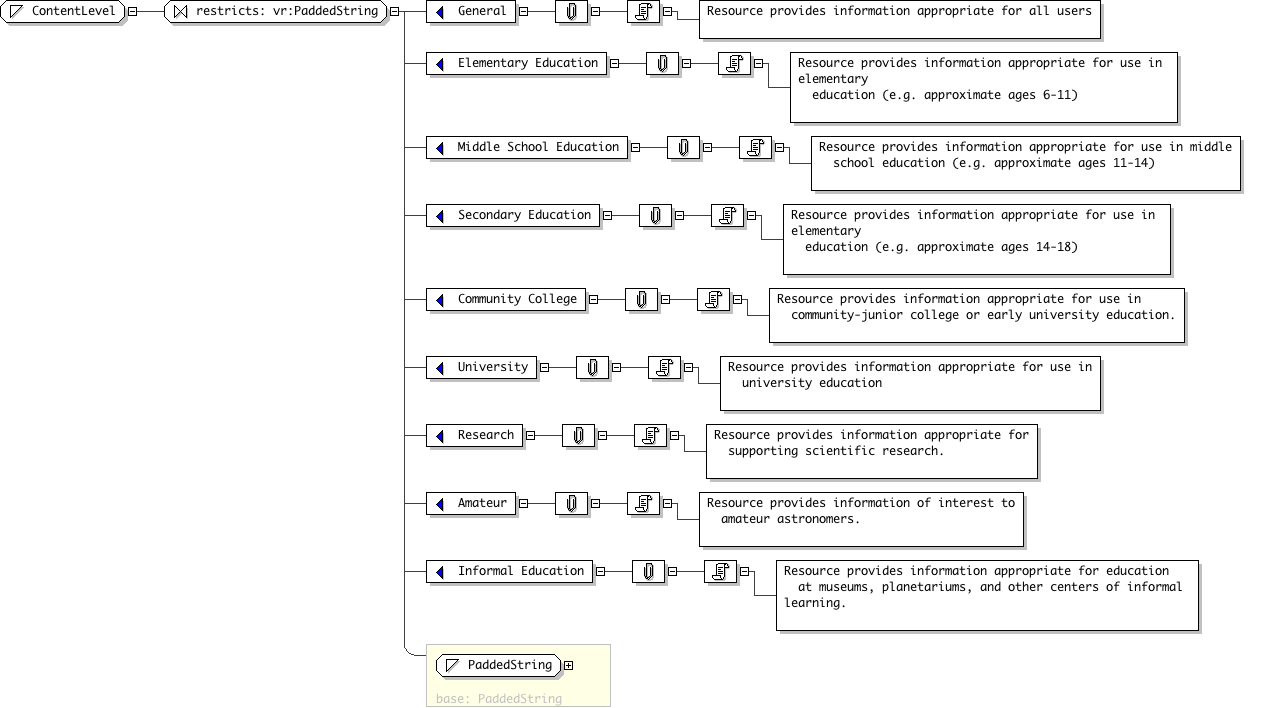 ContentLevel
restricts: vr:PaddedString
General
Resource provides information appropriate for all users
Elementary Education
Resource provides information appropriate for use in
elementary
education (e.g. approximate ages 6-11)
Middle School Education
Resource provides information appropriate for use in middle
school education (e.g. approximate ages 11-14)
Secondary Education
Resource provides information appropriate for use in
elementary
education (e.g. approximate ages 14-18)
Community College
Resource provides information appropriate for use in
community-junior college or early university education.
University
Resource provides information appropriate for use in
university education
Research
Resource provides information appropriate for
supporting scientific research.
Amateur
Resource provides information of interest to
amateur astronomers.
Informal Education
Resource provides information appropriate for education
at museums, planetariums, and other centers of informal
learning.
PaddedString
base: PaddedString